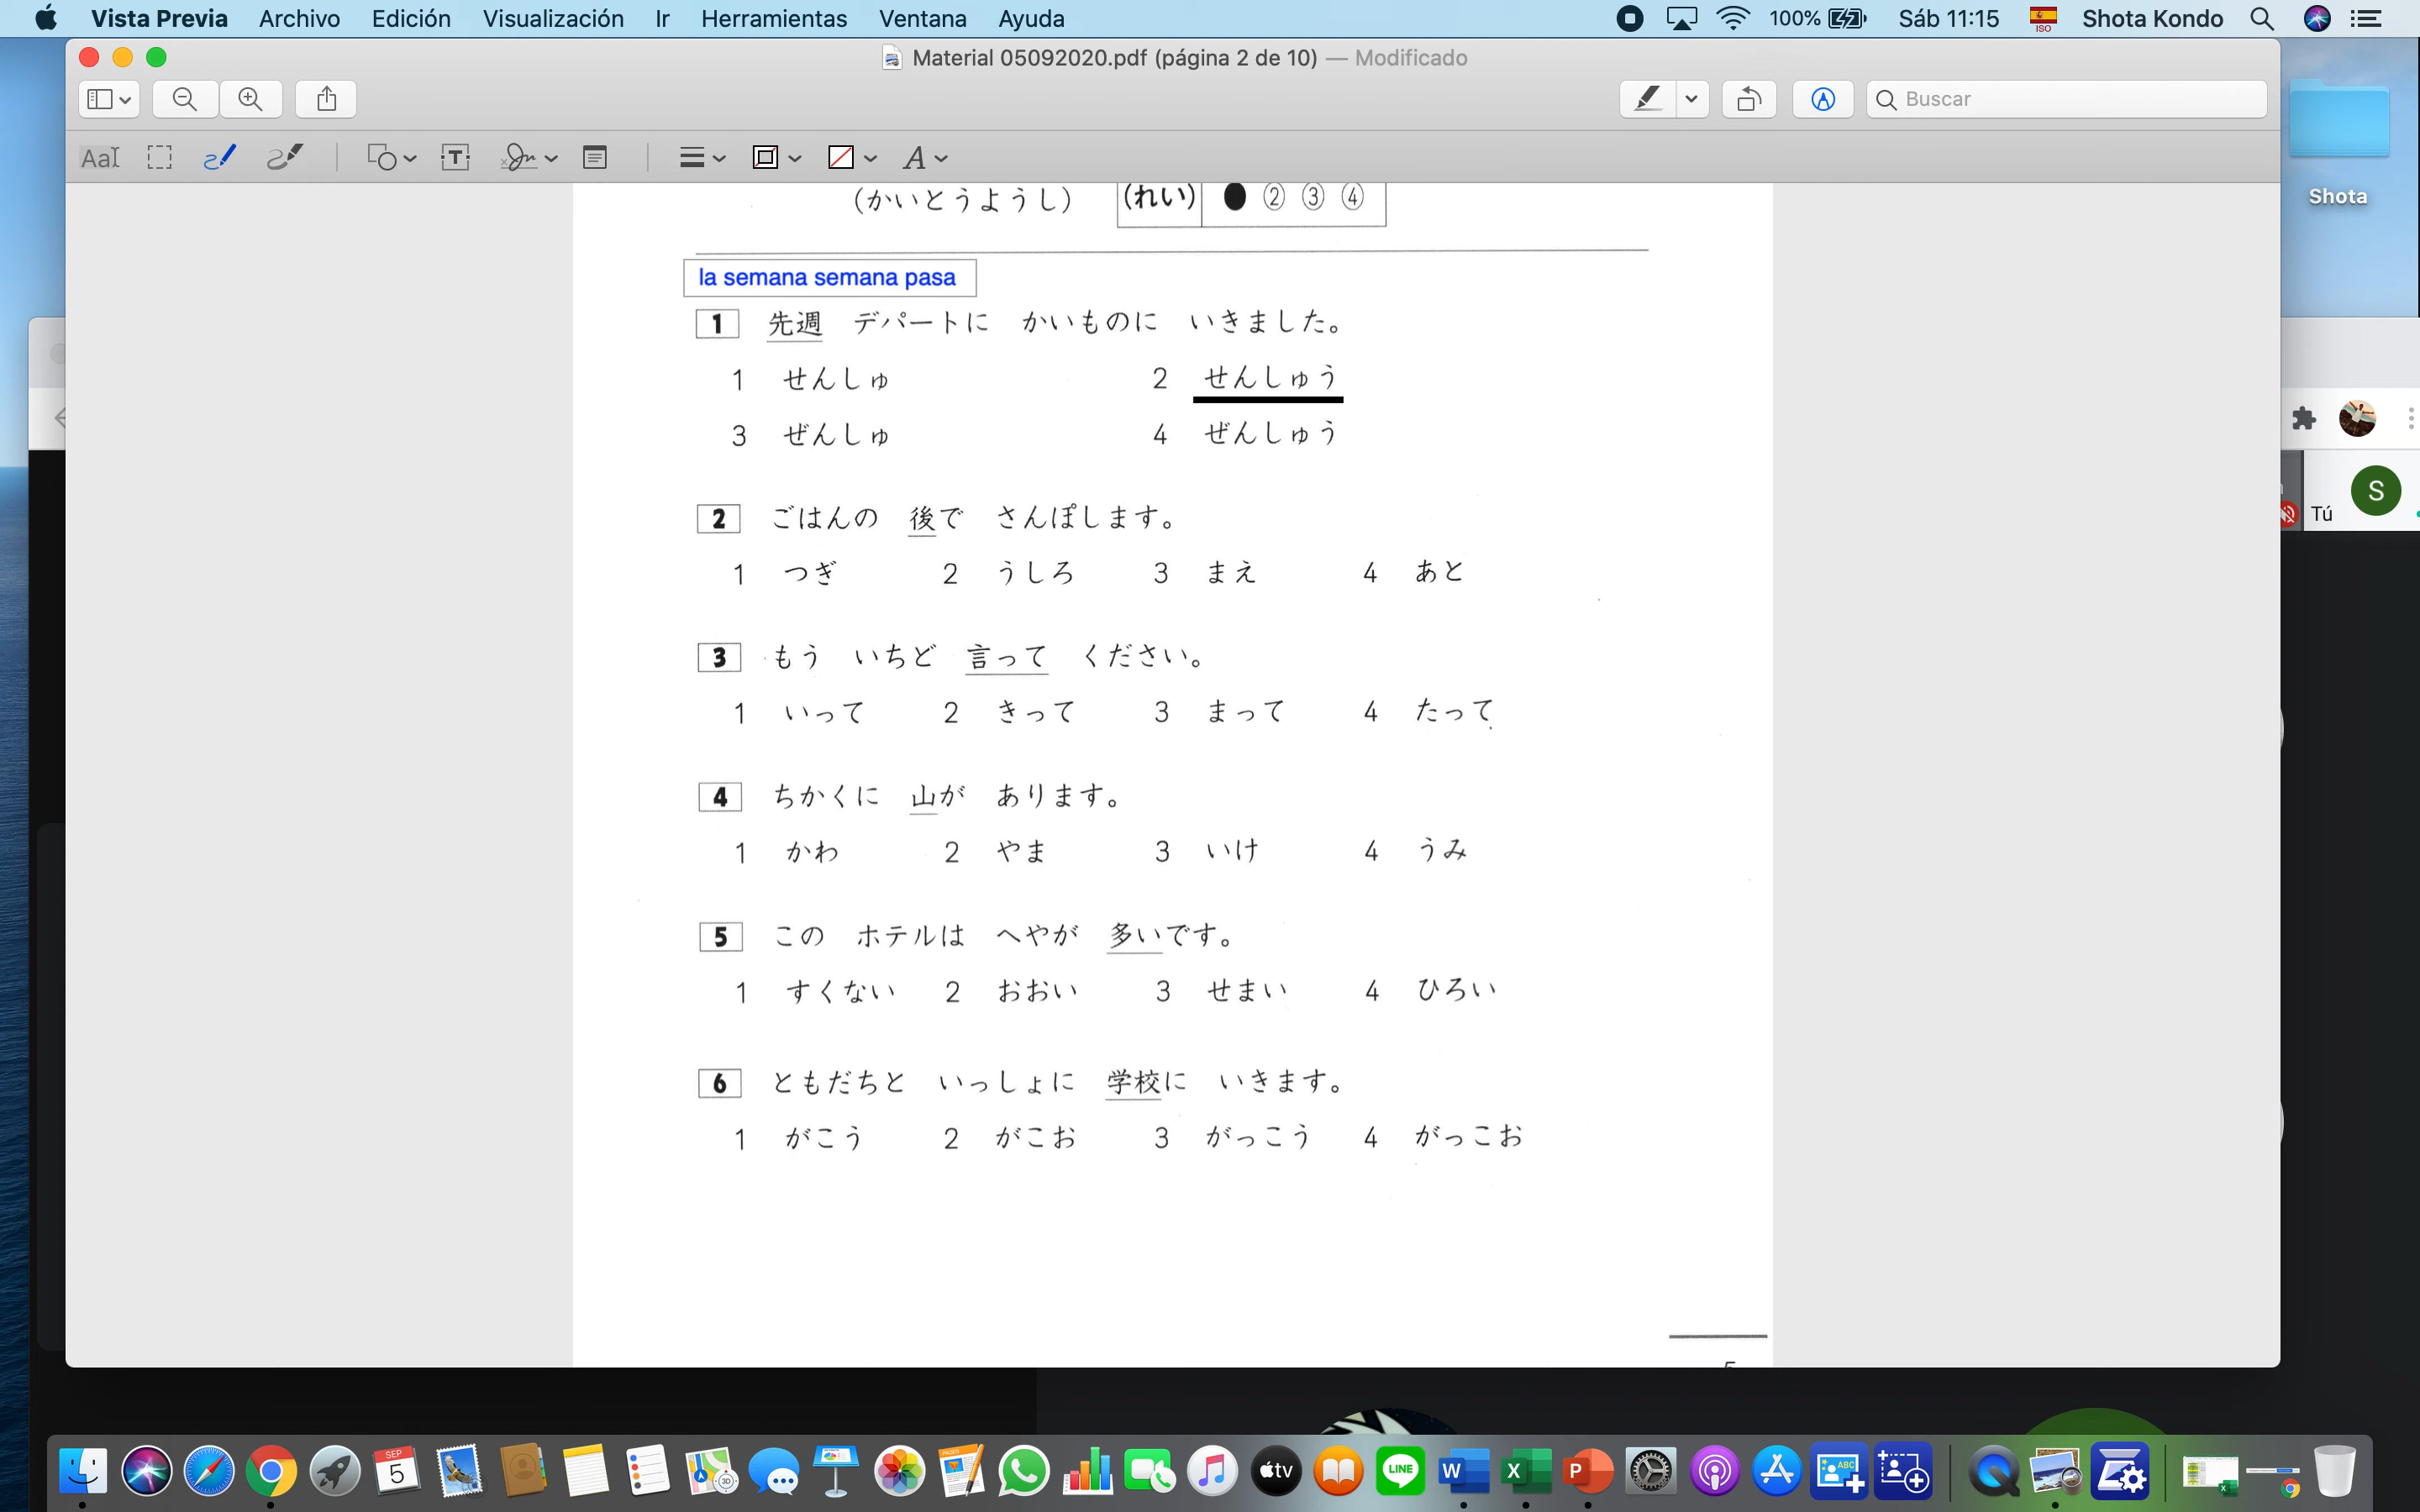 Vista Previa Archivo Edición Visualización Ir Herramientas Ventana Ayuda 100% Sáb 11:15 ISO Shota Kondo
Material 05092020.pdf (página 2 de 10) — Modificado
Buscar
Shota
(かいとうようし) (れい) ● ② ③ ④
la semana semana pasa
1 先週 デパートに かいものに いきました。
1 せんしゅ 2 せんしゅう
3 ぜんしゅ 4 ぜんしゅう
2 ごはんの 後で さんぽします。
1 つぎ 2 うしろ 3 まえ 4 あと
3 もう いちど 言って ください。
1 いって 2 きって 3 まって 4 たって
4 ちかくに 山が あります。
1 かわ 2 やま 3 いけ 4 うみ
5 この ホテルは へやが 多いです。
1 すくない 2 おおい 3 せまい 4 ひろい
6 ともだちと いっしょに 学校に いきます。
1 がこう 2 がこお 3 がっこう 4 がっこお
S
Tú
SEP
5
PAGES
3D
tv
LINE
W
X
P
ABC